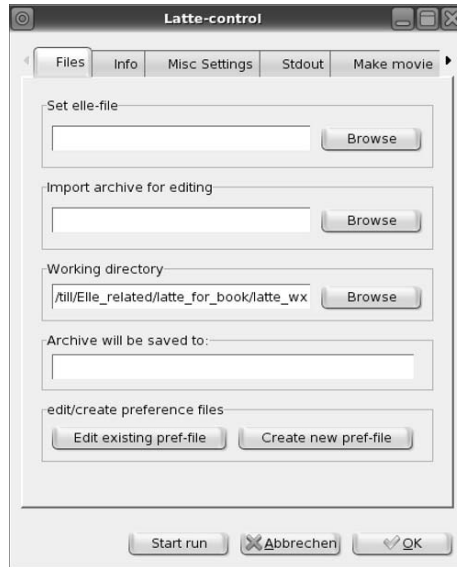 Latte-control
Files Info Misc Settings Stdout Make movie
Set elle-file
Browse
Import archive for editing
Browse
Working directory
/till/Elle_related/latte_for_book/latte_wx Browse
Archive will be saved to:
edit/create preference files
Edit existing pref-file Create new pref-file
Start run Abbrechen OK